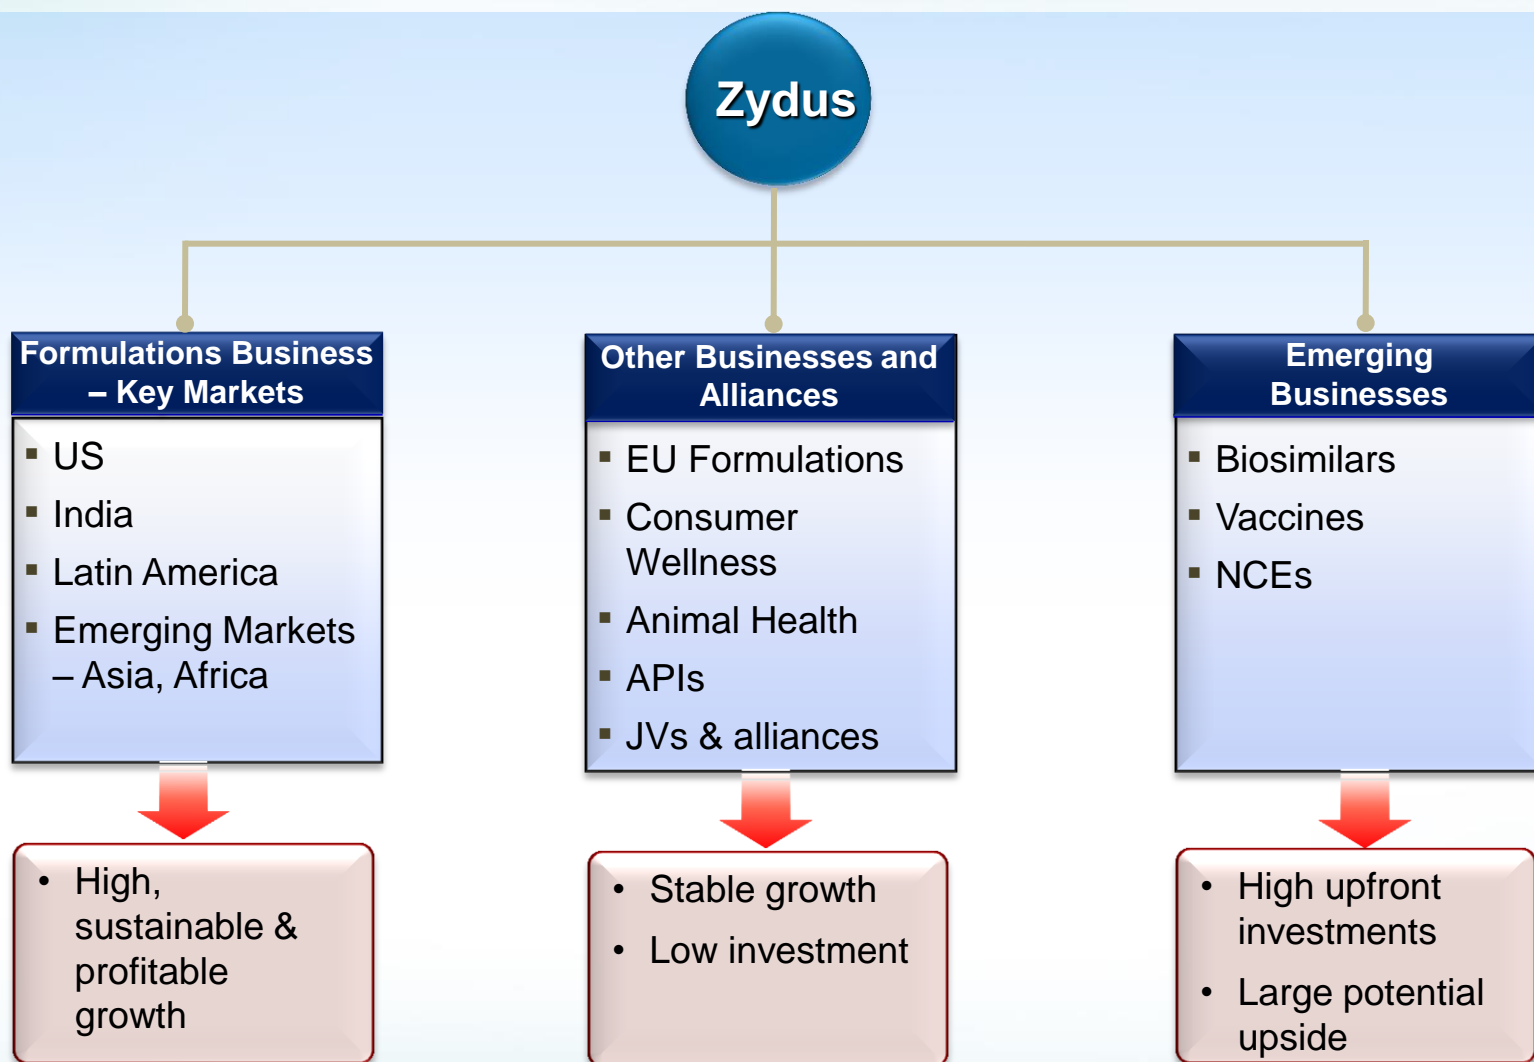 Zydus
Formulations Business
– Key Markets
▪ US
▪ India
▪ Latin America
▪ Emerging Markets
– Asia, Africa
• High,
sustainable &
profitable
growth
Other Businesses and
Alliances
▪ EU Formulations
▪ Consumer
Wellness
▪ Animal Health
▪ APIs
▪ JVs & alliances
• Stable growth
• Low investment
Emerging
Businesses
▪ Biosimilars
▪ Vaccines
▪ NCEs
• High upfront
investments
• Large potential
upside